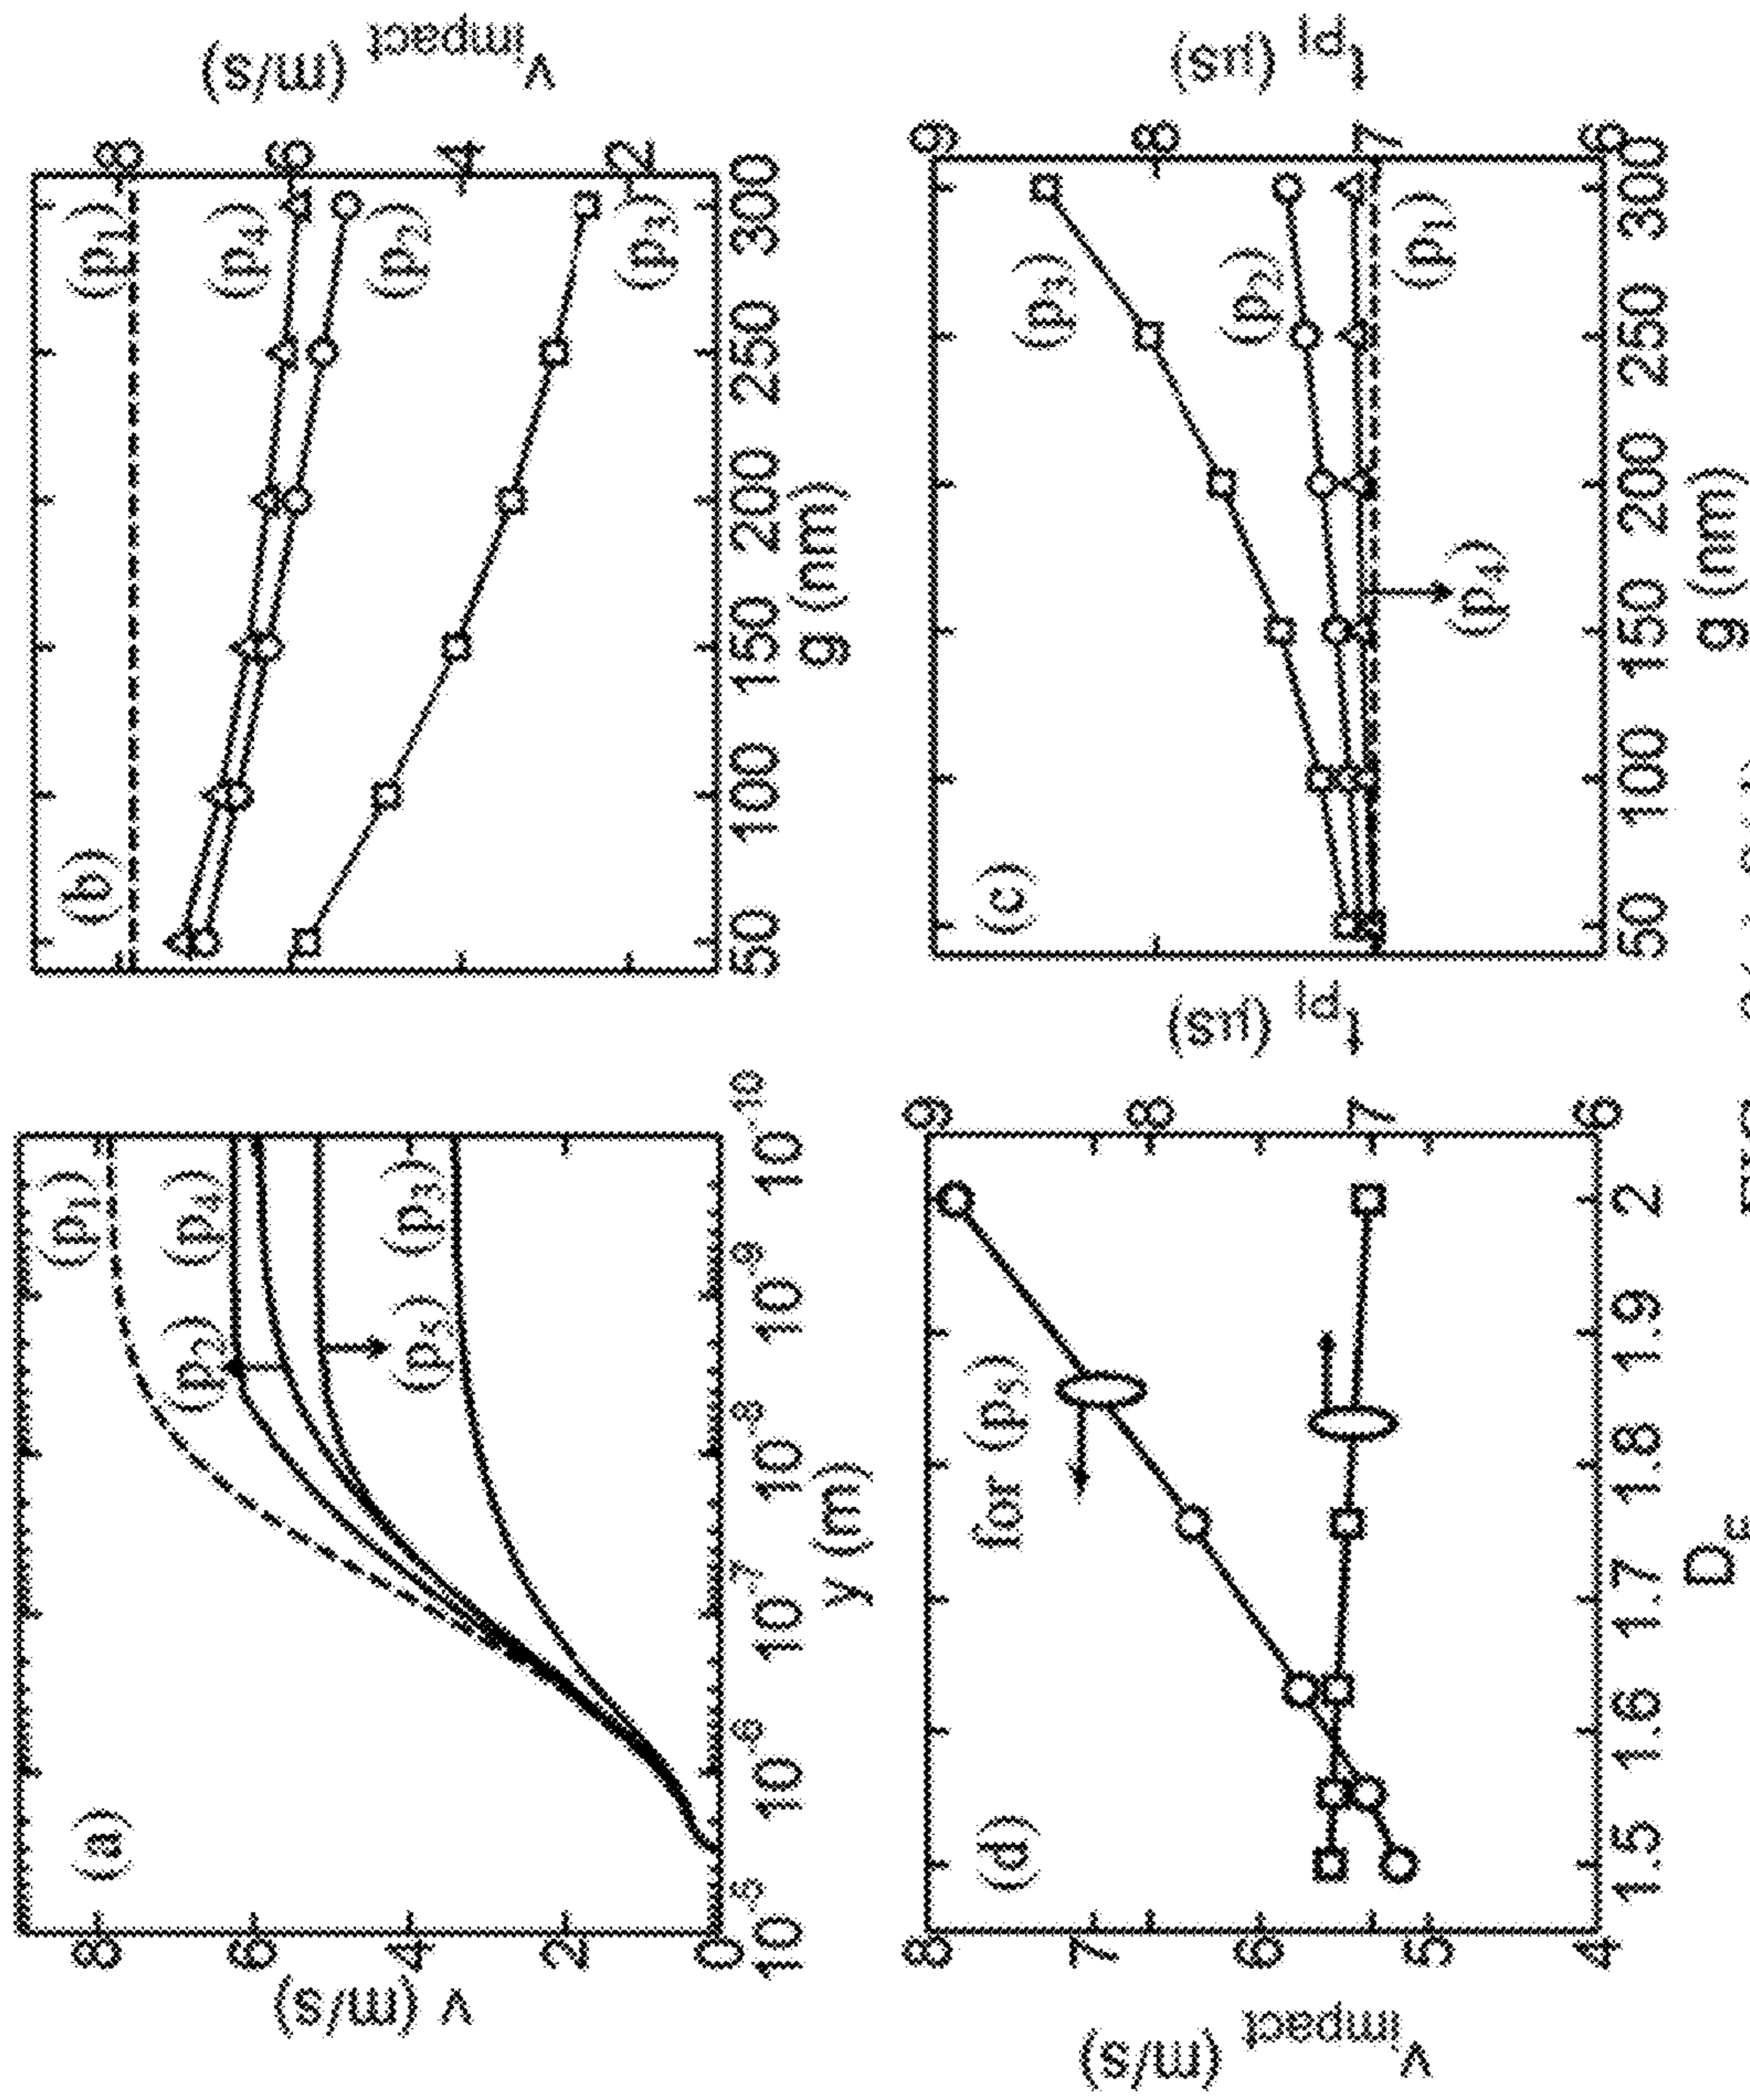 (a)
(p₁)
(p₂)
(p₄)
(p₅)
(p₃)
v (m/s)
8
6
4
2
0
10⁻⁵
10⁻⁶
10⁻⁷
10⁻⁸
10⁻⁹
10⁻¹⁰
y (m)
(b)
(p₁)
(p₄)
(p₂)
(p₃)
8
6
4
2
v_impact (m/s)
50
100
150
200
250
300
g (nm)
(d)
for (p₅)
v_impact (m/s)
8
7
6
5
4
9
8
7
6
t_pI (µs)
1.5
1.6
1.7
1.8
1.9
2
D_F
(c)
(p₃)
(p₂)
(p₁)
(p₄)
9
8
7
6
t_pI (µs)
50
100
150
200
250
300
g (nm)